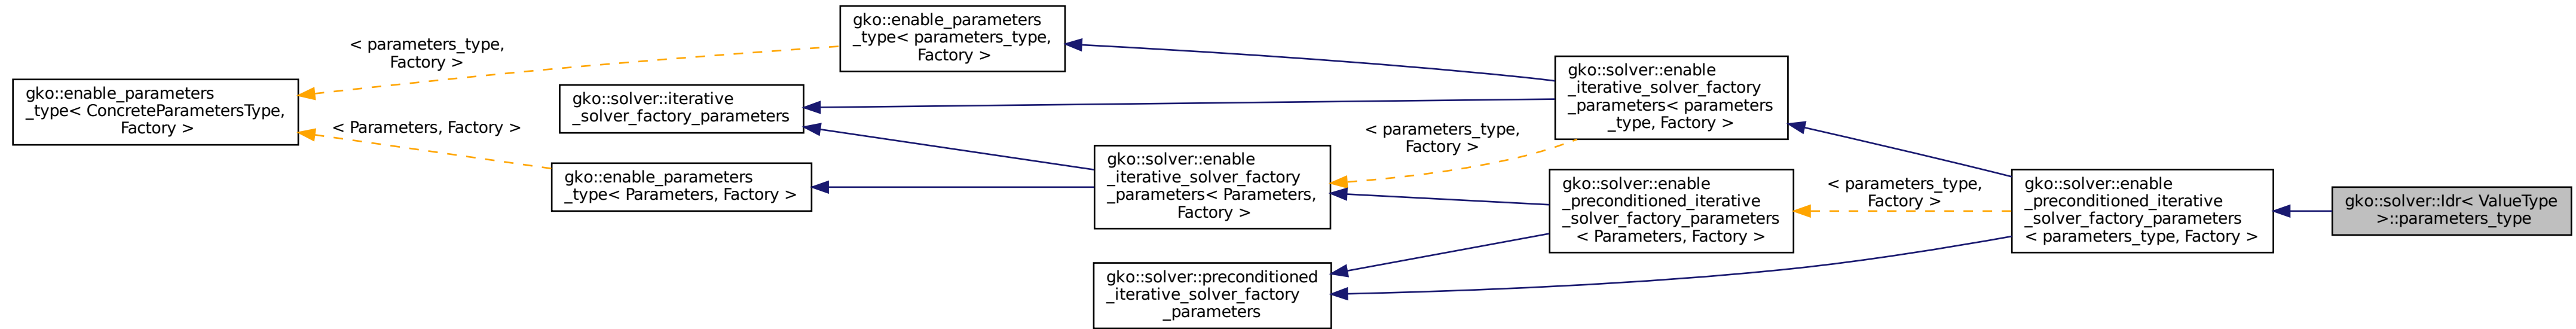 gko::enable_parameters
_type< ConcreteParametersType,
Factory >
< parameters_type,
Factory >
< Parameters, Factory >
gko::enable_parameters
_type< parameters_type,
Factory >
gko::solver::iterative
_solver_factory_parameters
gko::enable_parameters
_type< Parameters, Factory >
gko::solver::enable
_iterative_solver_factory
_parameters< Parameters,
Factory >
gko::solver::preconditioned
_iterative_solver_factory
_parameters
< parameters_type,
Factory >
gko::solver::enable
_iterative_solver_factory
_parameters< parameters
_type, Factory >
gko::solver::enable
_preconditioned_iterative
_solver_factory_parameters
< Parameters, Factory >
< parameters_type,
Factory >
gko::solver::enable
_preconditioned_iterative
_solver_factory_parameters
< parameters_type, Factory >
gko::solver::Idr< ValueType
>::parameters_type